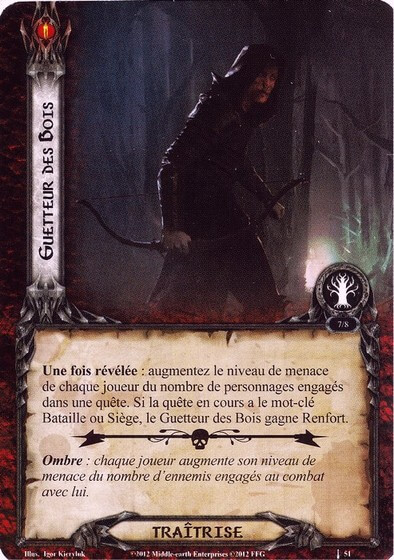 Guetteur des Bois
7/8
Une fois révélée : augmentez le niveau de menace
de chaque joueur du nombre de personnages engagés
dans une quête. Si la quête en cours a le mot-clé
Bataille ou Siège, le Guetteur des Bois gagne Renfort.
Ombre : chaque joueur augmente son niveau de
menace du nombre d'ennemis engagés au combat
avec lui.
TRAÎTRISE
Illus. Igor Kieryluk ©2012 Middle-earth Enterprises ©2012 FFG 51